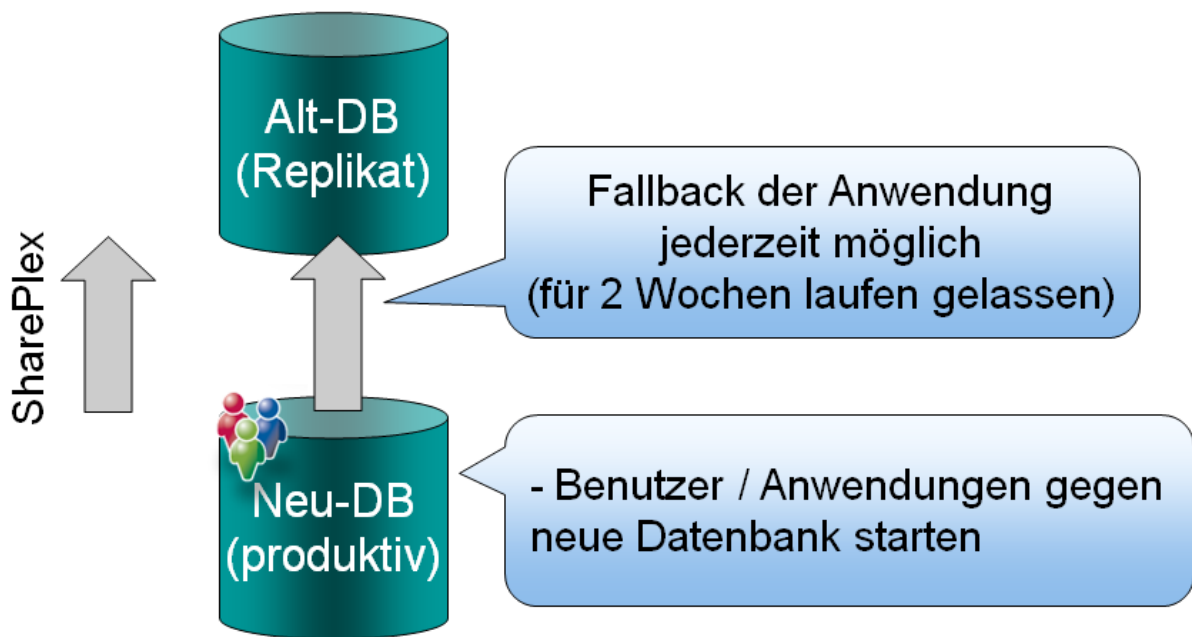 Alt-DB
(Replikat)
Fallback der Anwendung
jederzeit möglich
(für 2 Wochen laufen gelassen)
SharePlex
Neu-DB
(produktiv)
- Benutzer / Anwendungen gegen
neue Datenbank starten